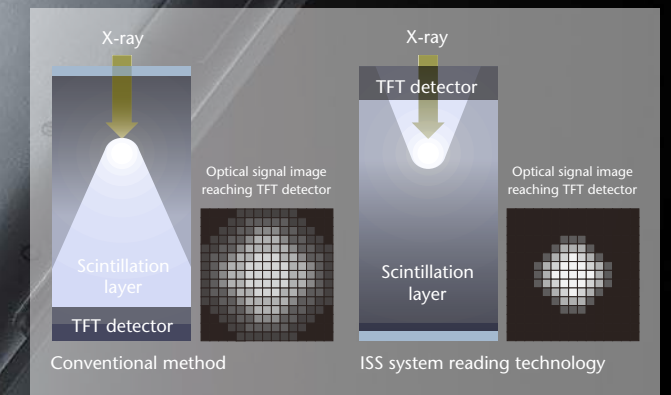 X-ray
Optical signal image
reaching TFT detector
Scintillation
layer
TFT detector
Conventional method
X-ray
TFT detector
Optical signal image
reaching TFT detector
Scintillation
layer
ISS system reading technology